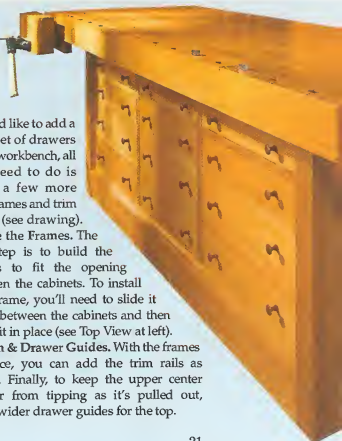 d like to add a
et of drawers
workbench, all
eed to do is
a few more
ames and trim
(see drawing).
e the Frames. The
tep is to build the
s to fit the opening
en the cabinets. To install
rame, you'll need to slide it
between the cabinets and then
it in place (see Top View at left).
n & Drawer Guides. With the frames
ce, you can add the trim rails as
. Finally, to keep the upper center
r from tipping as it's pulled out,
wider drawer guides for the top.
21